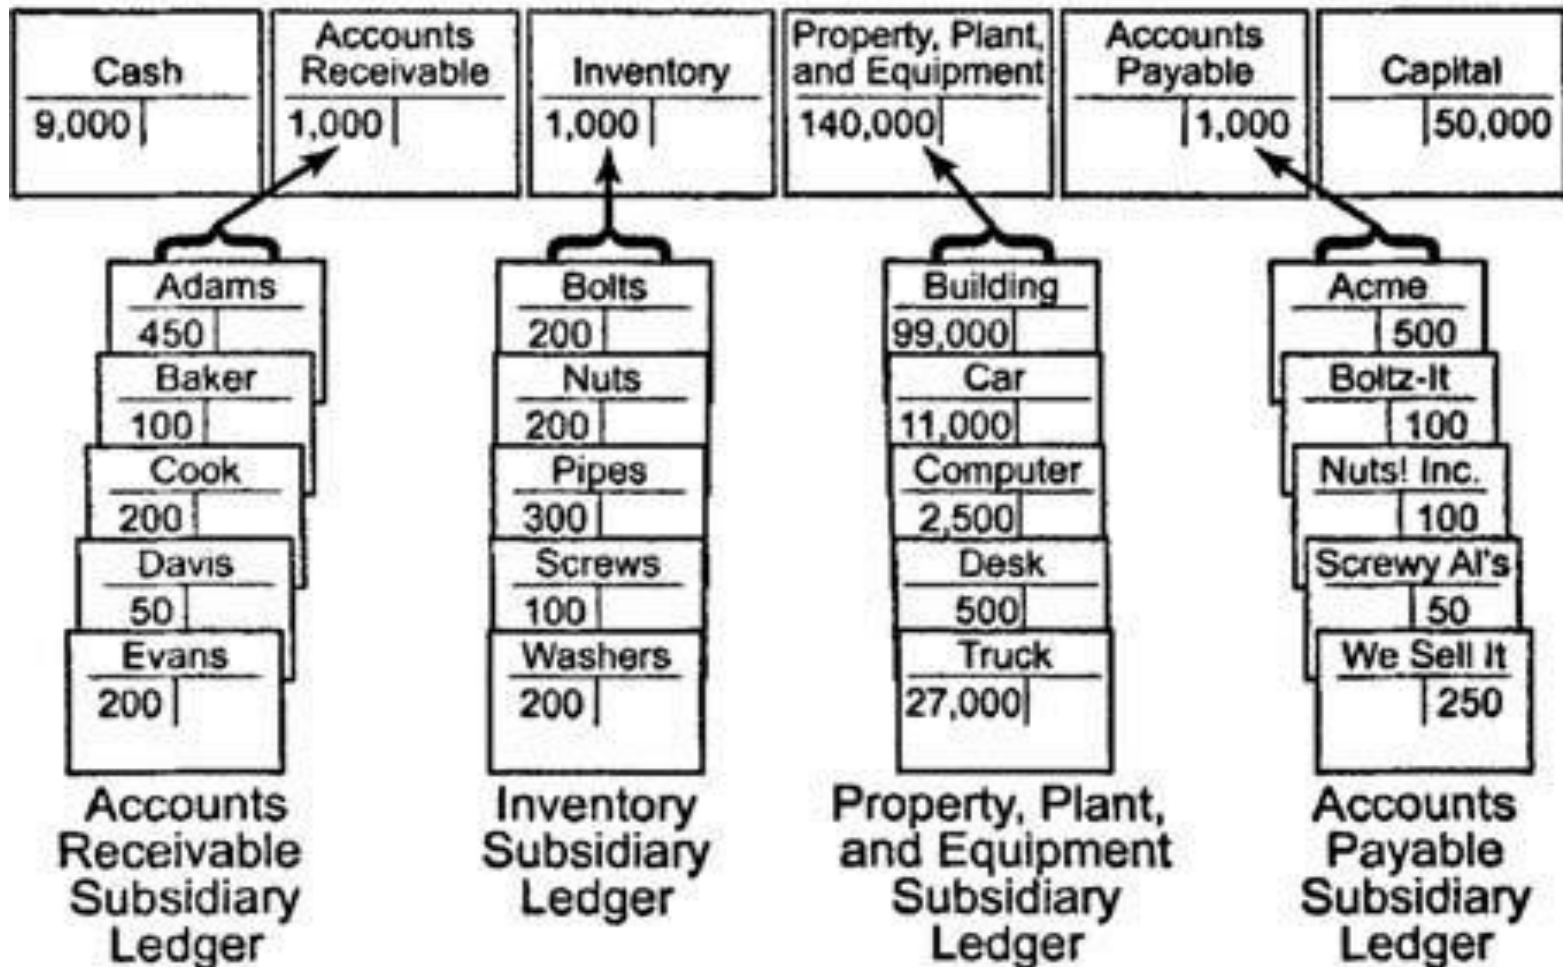 Cash
9,000
Accounts
Receivable
1,000
Inventory
1,000
Property, Plant,
and Equipment
140,000
Accounts
Payable
1,000
Capital
50,000
Adams
450
Baker
100
Cook
200
Davis
50
Evans
200
Accounts
Receivable
Subsidiary
Ledger
Bolts
200
Nuts
200
Pipes
300
Screws
100
Washers
200
Inventory
Subsidiary
Ledger
Building
99,000
Car
11,000
Computer
2,500
Desk
500
Truck
27,000
Property, Plant,
and Equipment
Subsidiary
Ledger
Acme
500
Boltz-It
100
Nuts! Inc.
100
Screwy Al's
50
We Sell It
250
Accounts
Payable
Subsidiary
Ledger